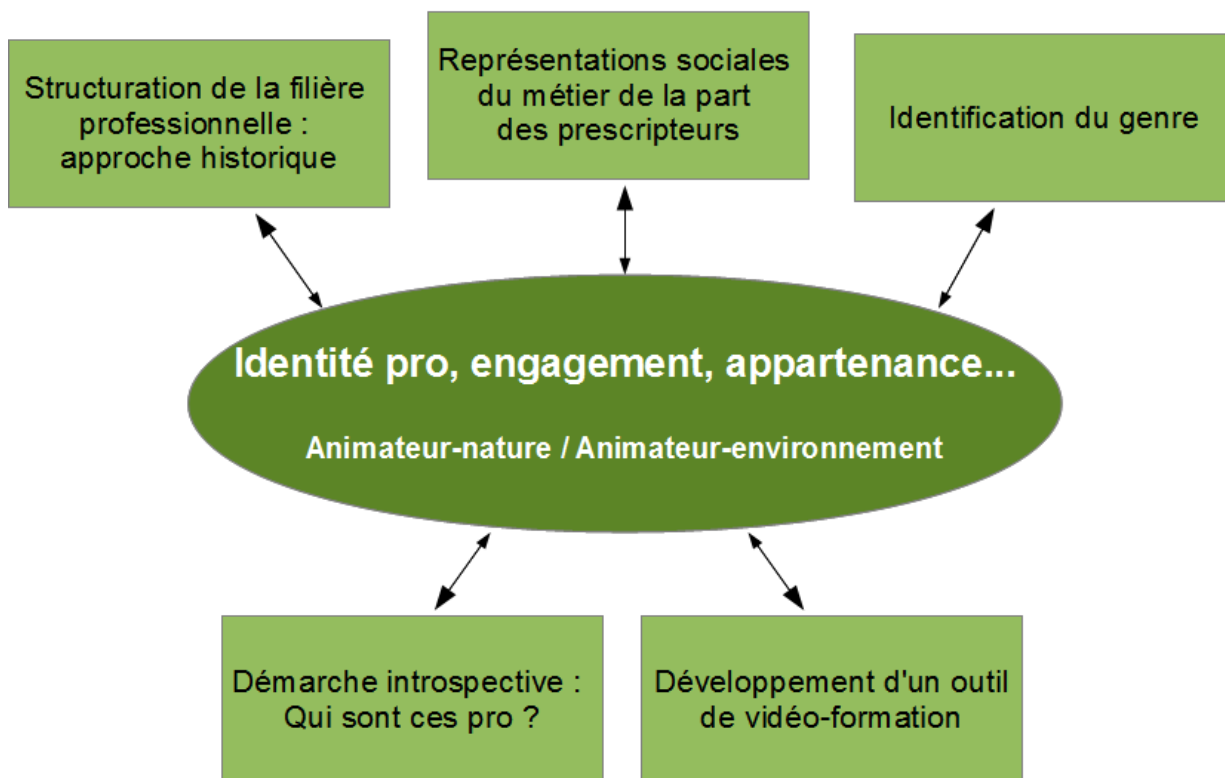 Structuration de la filière
professionnelle :
approche historique
Représentations sociales
du métier de la part
des prescripteurs
Identification du genre
Identité pro, engagement, appartenance...
Animateur-nature / Animateur-environnement
Démarche introspective :
Qui sont ces pro ?
Développement d'un outil
de vidéo-formation